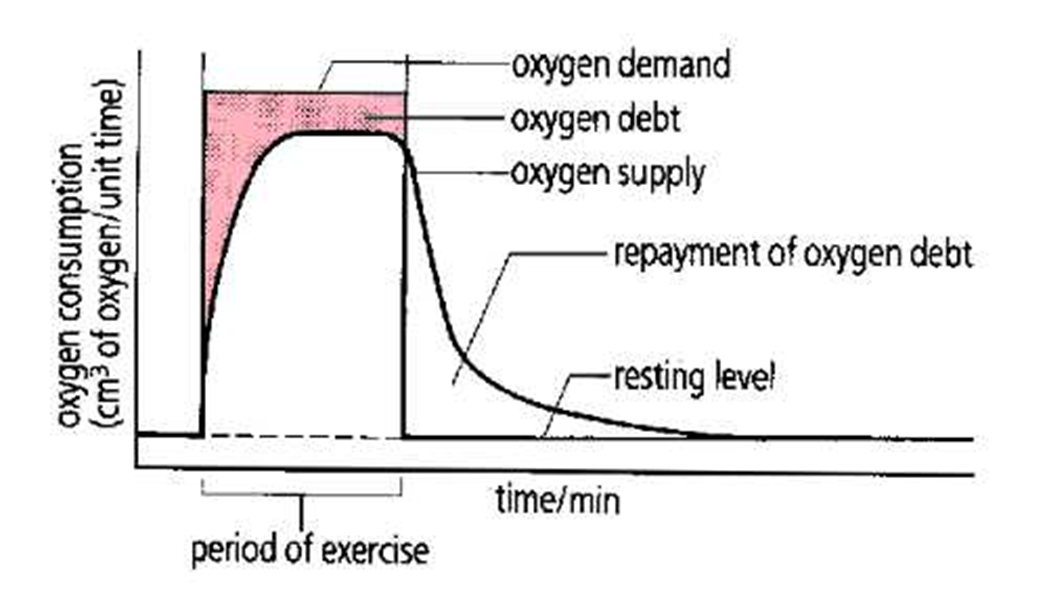 oxygen demand
oxygen debt
oxygen supply
repayment of oxygen debt
resting level
oxygen consumption
(cm³ of oxygen/unit time)
time/min
period of exercise